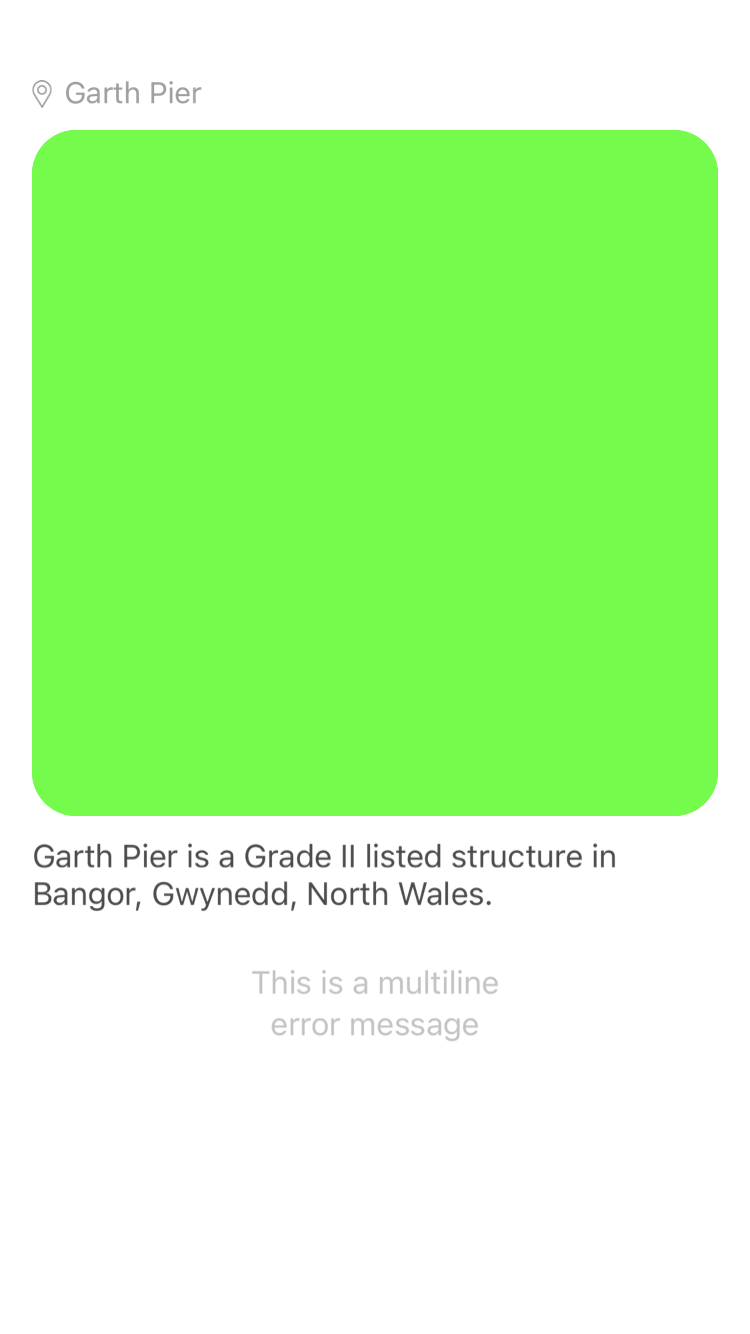 Garth Pier
Garth Pier is a Grade II listed structure in
Bangor, Gwynedd, North Wales.
This is a multiline
error message